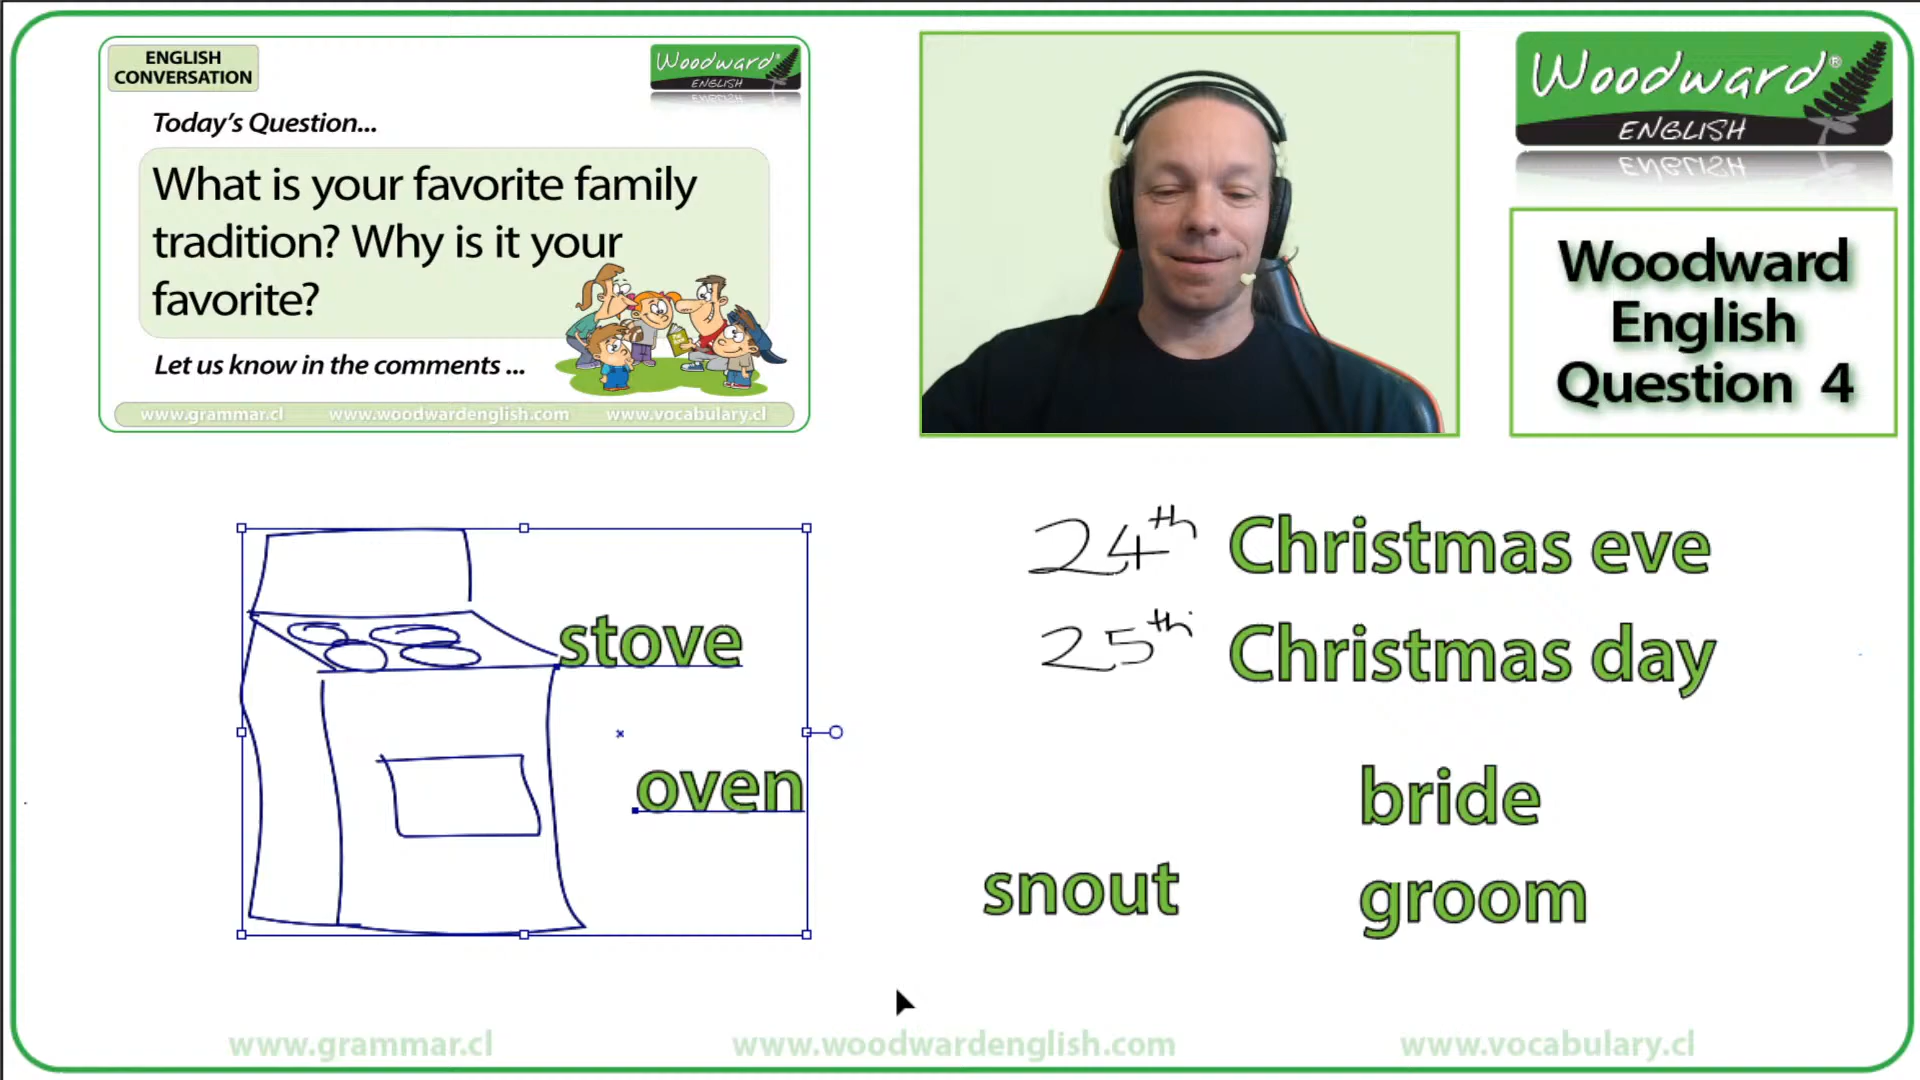 ENGLISH
CONVERSATION
Woodward®
ENGLISH
Today's Question...
What is your favorite family
tradition? Why is it your
favorite?
Let us know in the comments ...
www.grammar.cl www.woodwardenglish.com www.vocabulary.cl
Woodward®
ENGLISH
Woodward
English
Question 4
stove
oven
24th Christmas eve
25th Christmas day
bride
snout
groom
www.grammar.cl www.woodwardenglish.com www.vocabulary.cl